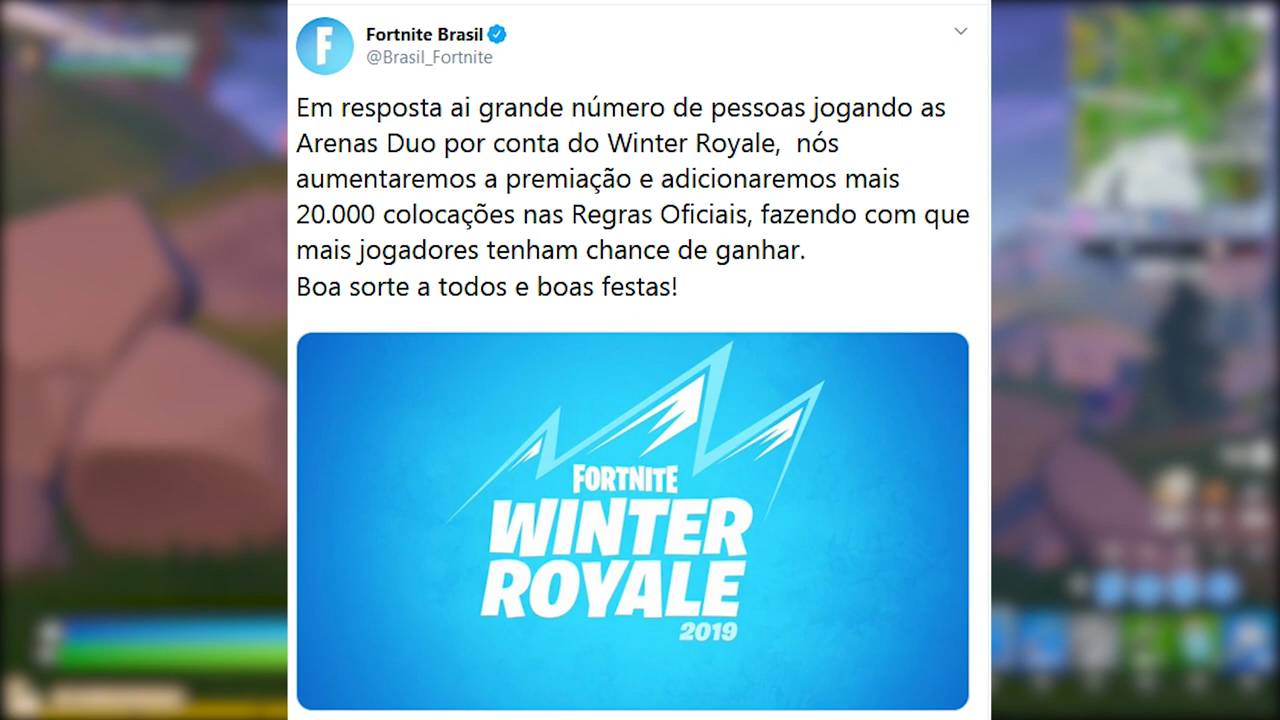 Fortnite Brasil
@Brasil_Fortnite
Em resposta ai grande número de pessoas jogando as
Arenas Duo por conta do Winter Royale,  nós
aumentaremos a premiação e adicionaremos mais
20.000 colocações nas Regras Oficiais, fazendo com que
mais jogadores tenham chance de ganhar.
Boa sorte a todos e boas festas!
FORTNITE
WINTER
ROYALE
2019